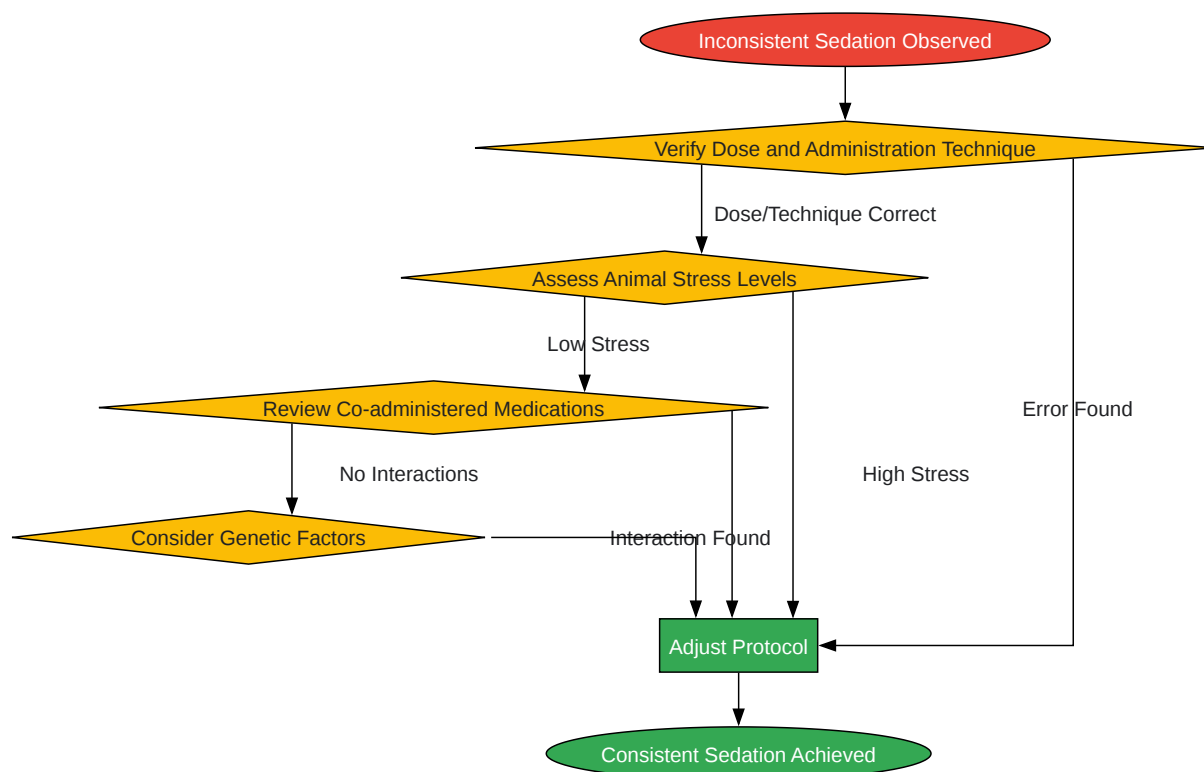 Inconsistent Sedation Observed
Verify Dose and Administration Technique
Dose/Technique Correct
Assess Animal Stress Levels
Low Stress
Review Co-administered Medications
Error Found
No Interactions
High Stress
Consider Genetic Factors
Interaction Found
Adjust Protocol
Consistent Sedation Achieved